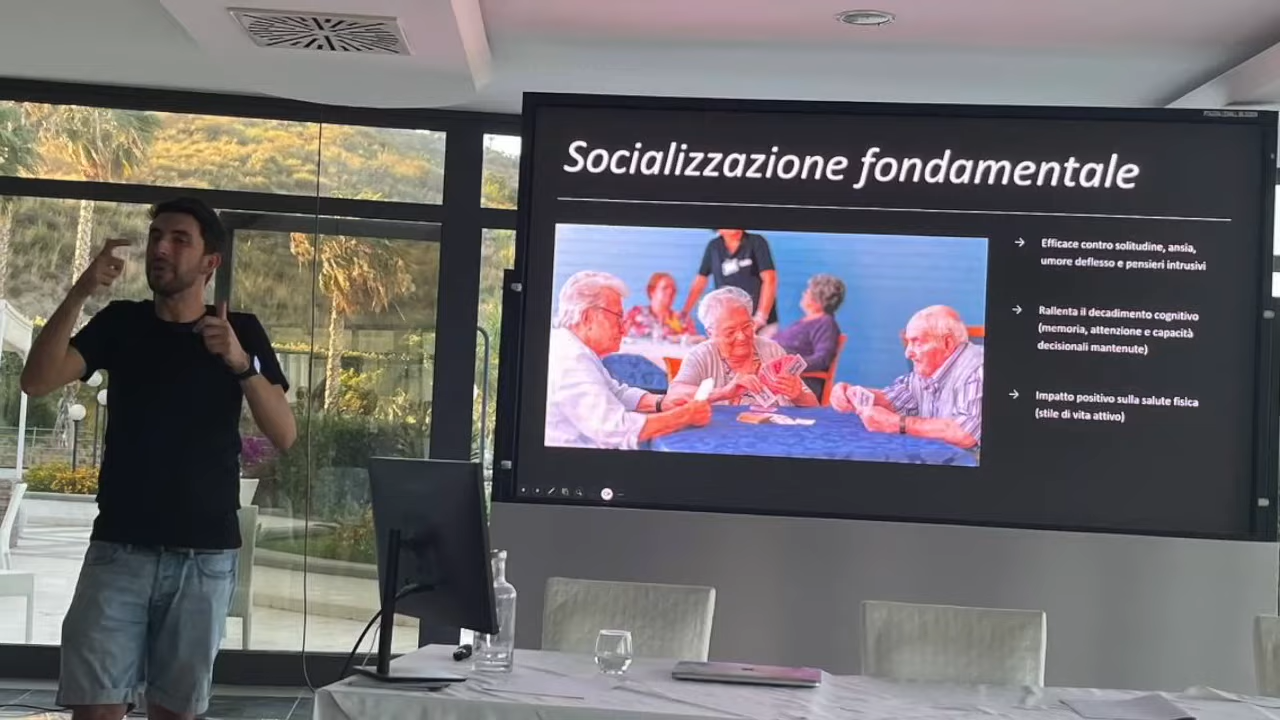 Socializzazione fondamentale
→ Efficace contro solitudine, ansia,
umore deflesso e pensieri intrusivi
→ Rallenta il decadimento cognitivo
(memoria, attenzione e capacità
decisionali mantenute)
→ Impatto positivo sulla salute fisica
(stile di vita attivo)